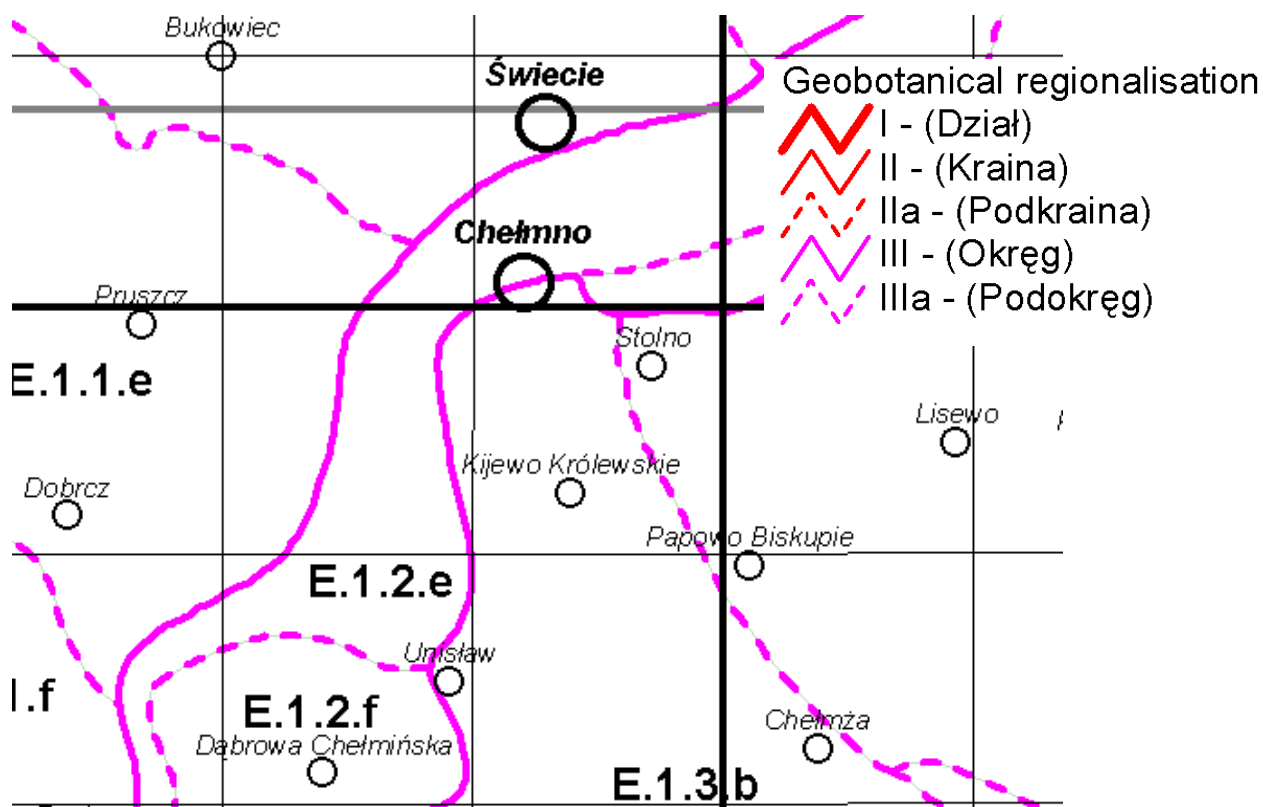 Bukowiec
Świecie
Geobotanical regionalisation
I - (Dział)
II - (Kraina)
IIa - (Podkraina)
III - (Okręg)
IIIa - (Podokręg)
Chełmno
Pruszcz
Stolno
E.1.1.e
Lisewo
Kijewo Królewskie
Dobrcz
Papowo Biskupie
E.1.2.e
Unisław
.f
E.1.2.f
Chełmża
Dąbrowa Chełmińska
E.1.3.b